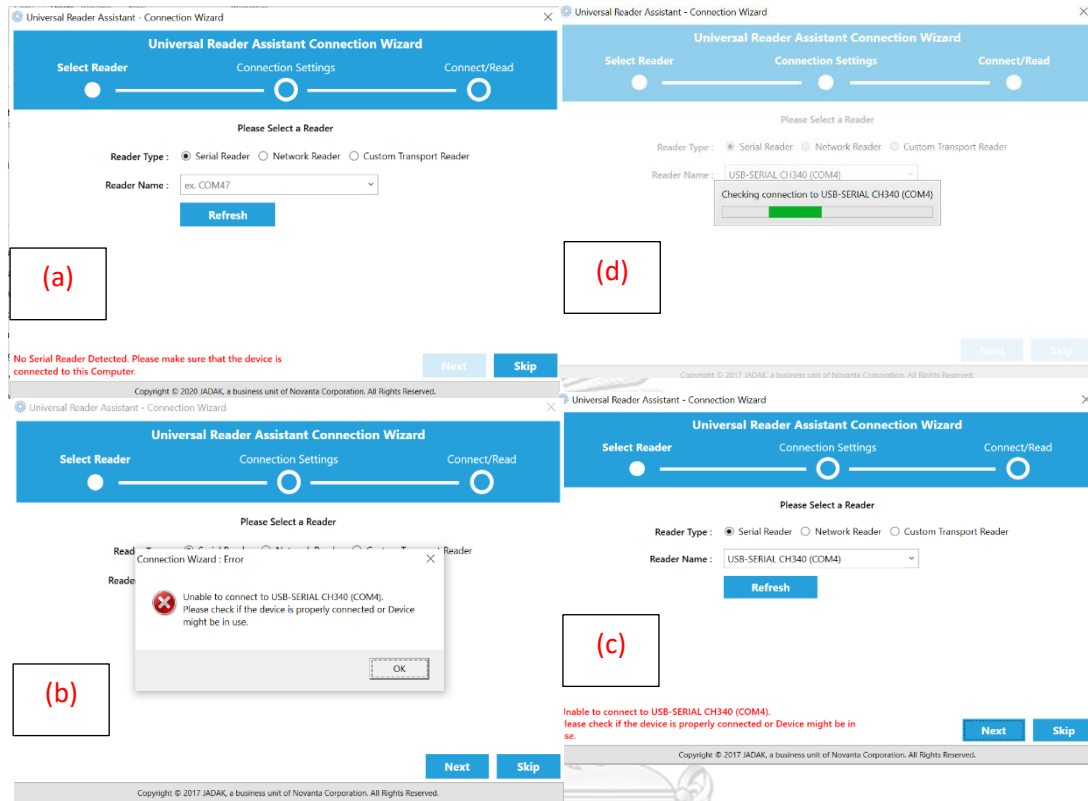 Universal Reader Assistant - Connection Wizard
Universal Reader Assistant Connection Wizard
Select Reader Connection Settings Connect/Read
Please Select a Reader
Reader Type : Serial Reader Network Reader Custom Transport Reader
Reader Name : ex. COM47
Refresh
(a)
No Serial Reader Detected. Please make sure that the device is
connected to this Computer.
Next Skip
Copyright © 2020 JADAK, a business unit of Novanta Corporation. All Rights Reserved.
Universal Reader Assistant - Connection Wizard
Universal Reader Assistant Connection Wizard
Select Reader Connection Settings Connect/Read
Please Select a Reader
Reader Type : Serial Reader Network Reader Custom Transport Reader
Reader Name : USB-SERIAL CH340 (COM4)
Checking connection to USB-SERIAL CH340 (COM4)
(d)
Next Skip
Copyright © 2017 JADAK, a business unit of Novanta Corporation. All Rights Reserved.
Universal Reader Assistant - Connection Wizard
Universal Reader Assistant Connection Wizard
Select Reader Connection Settings Connect/Read
Please Select a Reader
Reader
Connection Wizard : Error
Unable to connect to USB-SERIAL CH340 (COM4).
Please check if the device is properly connected or Device
might be in use.
OK
(b)
Next Skip
Copyright © 2017 JADAK, a business unit of Novanta Corporation. All Rights Reserved.
Universal Reader Assistant - Connection Wizard
Universal Reader Assistant Connection Wizard
Select Reader Connection Settings Connect/Read
Please Select a Reader
Reader Type : Serial Reader Network Reader Custom Transport Reader
Reader Name : USB-SERIAL CH340 (COM4)
Refresh
(c)
Unable to connect to USB-SERIAL CH340 (COM4).
Please check if the device is properly connected or Device might be in
use.
Next Skip
Copyright © 2017 JADAK, a business unit of Novanta Corporation. All Rights Reserved.